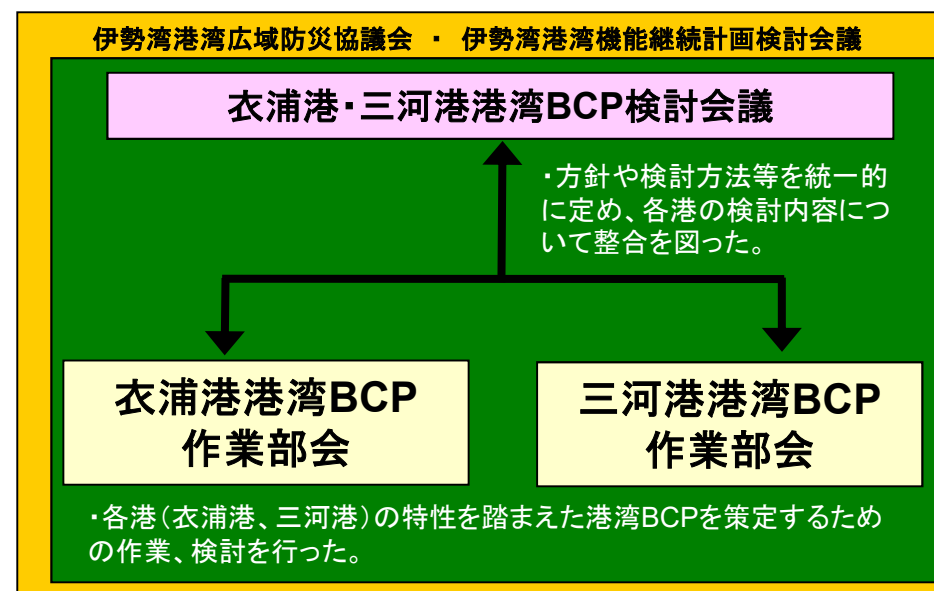 伊勢湾港湾広域防災協議会 ・ 伊勢湾港湾機能継続計画検討会議
衣浦港・三河港港湾BCP検討会議
・方針や検討方法等を統一的
に定め、各港の検討内容につ
いて整合を図った。
衣浦港港湾BCP
作業部会
三河港港湾BCP
作業部会
・各港（衣浦港、三河港）の特性を踏まえた港湾BCPを策定するため
の作業、検討を行った。